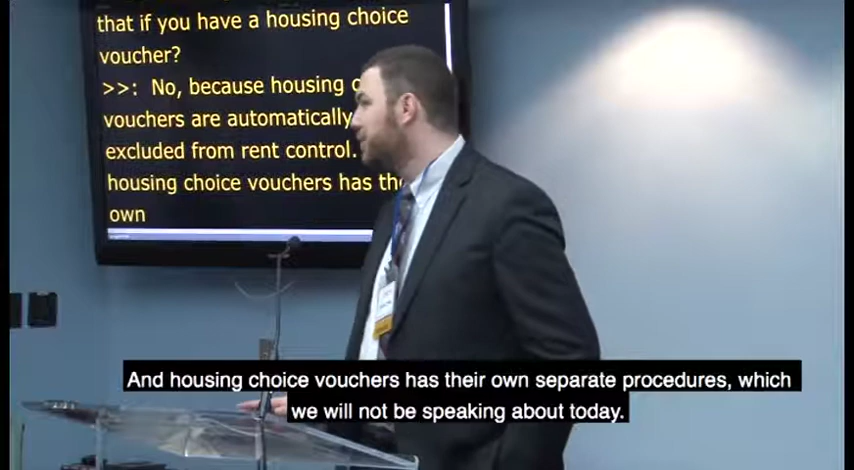 that if you have a housing choice
voucher?
>>: No, because housing c
vouchers are automatically
excluded from rent control.
housing choice vouchers has the
own
And housing choice vouchers has their own separate procedures, which
we will not be speaking about today.